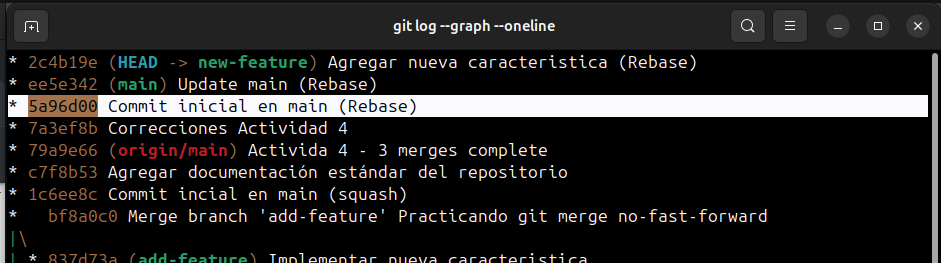 git log --graph --oneline
* 2c4b19e (HEAD -> new-feature) Agregar nueva caracteristica (Rebase)
* ee5e342 (main) Update main (Rebase)
* 5a96d00 Commit inicial en main (Rebase)
* 7a3ef8b Correcciones Actividad 4
* 79a9e66 (origin/main) Activida 4 - 3 merges complete
* c7f8b53 Agregar documentación estándar del repositorio
* 1c6ee8c Commit incial en main (squash)
*   bf8a0c0 Merge branch 'add-feature' Practicando git merge no-fast-forward
|\
| * 837d73a (add-feature) Implementar nueva caracteristica